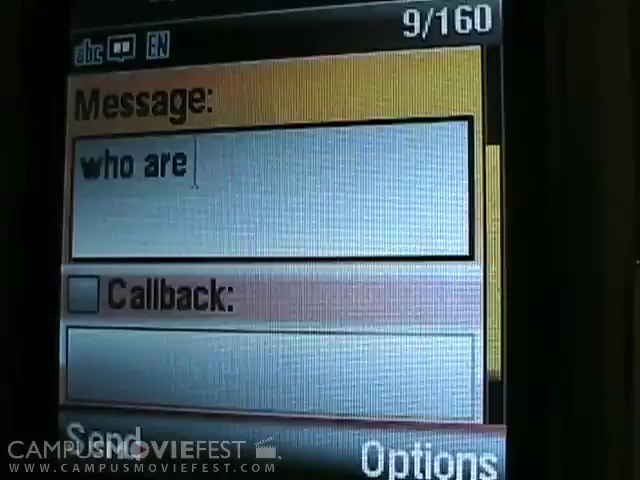 9/160
abc EN
Message:
who are
Callback:
Send
Options
CAMPUSMOVIEFEST
WWW.CAMPUSMOVIEFEST.COM